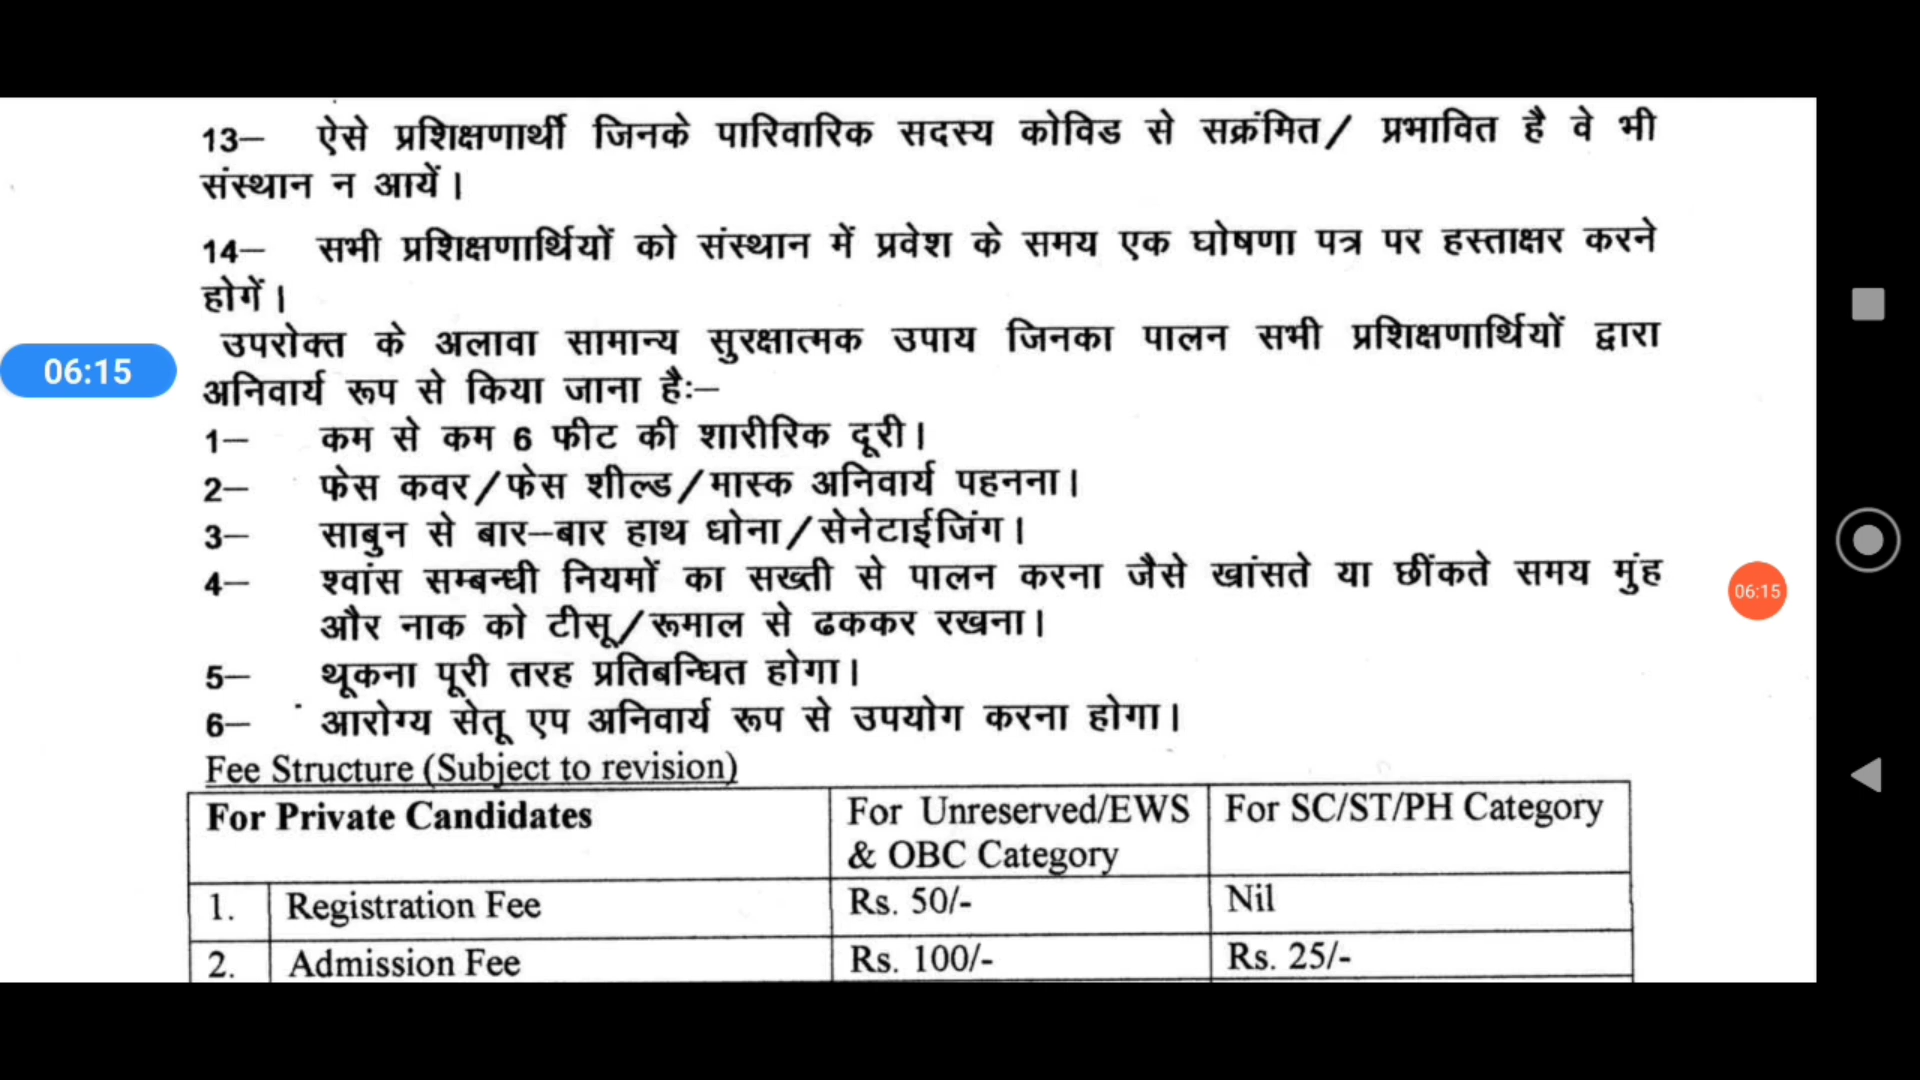 13– ऐसे प्रशिक्षणार्थी जिनके पारिवारिक सदस्य कोविड से सक्रंमित/ प्रभावित है वे भी
संस्थान न आयें।
14– सभी प्रशिक्षणार्थियों को संस्थान में प्रवेश के समय एक घोषणा पत्र पर हस्ताक्षर करने
होगें।
उपरोक्त के अलावा सामान्य सुरक्षात्मक उपाय जिनका पालन सभी प्रशिक्षणार्थियों द्वारा
06:15
अनिवार्य रूप से किया जाना हैः–
1– कम से कम 6 फीट की शारीरिक दूरी।
2– फेस कवर/फेस शील्ड/मास्क अनिवार्य पहनना।
3– साबुन से बार–बार हाथ धोना/सेनेटाईजिंग।
4– श्वांस सम्बन्धी नियमों का सख्ती से पालन करना जैसे खांसते या छींकते समय मुंह
06:15
और नाक को टीसू/रूमाल से ढककर रखना।
5– थूकना पूरी तरह प्रतिबन्धित होगा।
6– आरोग्य सेतू एप अनिवार्य रूप से उपयोग करना होगा।
Fee Structure (Subject to revision)
For Private Candidates For Unreserved/EWS For SC/ST/PH Category
& OBC Category
1. Registration Fee Rs. 50/- Nil
2. Admission Fee Rs. 100/- Rs. 25/-